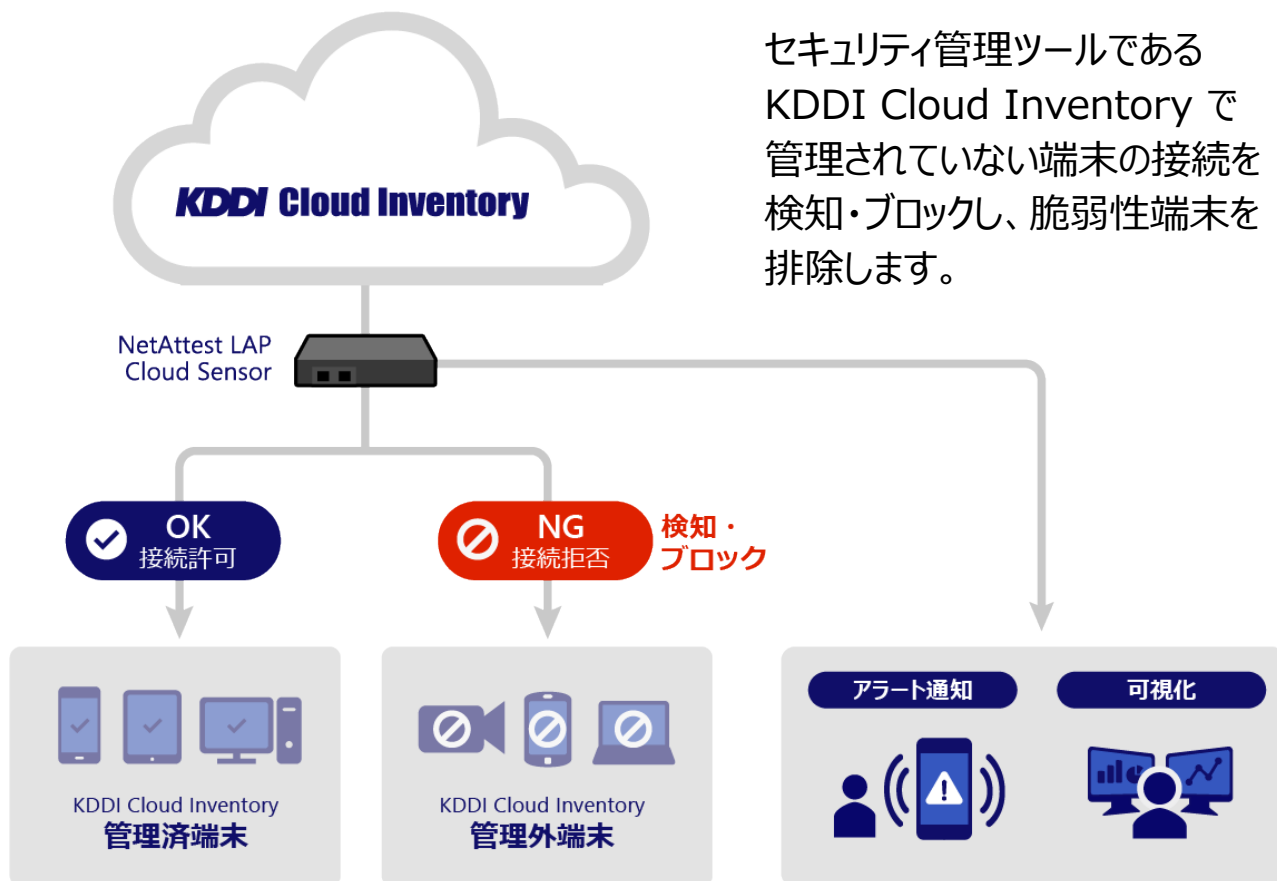 セキュリティ管理ツールである
KDDI Cloud Inventory で
管理されていない端末の接続を
検知・ブロックし、脆弱性端末を
排除します。
KDDI Cloud Inventory
NetAttest LAP
Cloud Sensor
OK
接続許可
NG
接続拒否
検知・
ブロック
KDDI Cloud Inventory
管理済端末
KDDI Cloud Inventory
管理外端末
アラート通知
可視化